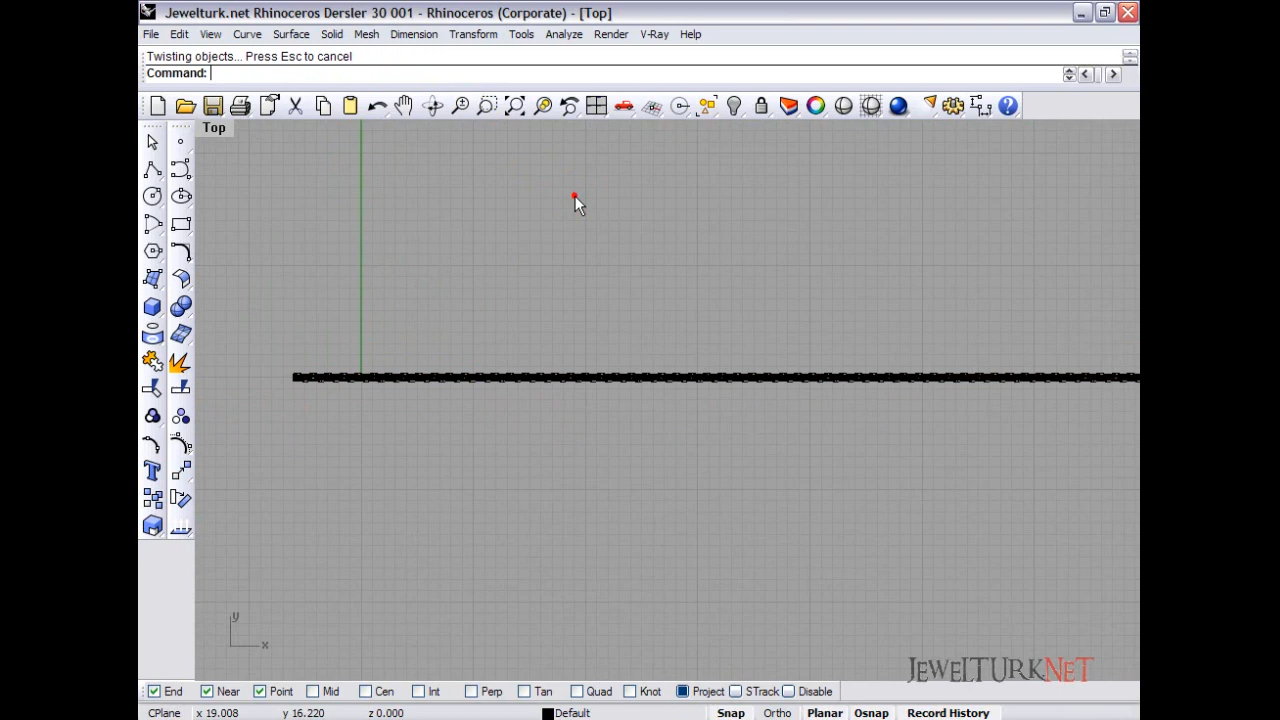 Jewelturk.net Rhinoceros Dersler 30 001 - Rhinoceros (Corporate) - [Top]
File Edit View Curve Surface Solid Mesh Dimension Transform Tools Analyze Render V-Ray Help
Twisting objects... Press Esc to cancel
Command:
Top
y
x
JEWELTURKNET
End Near Point Mid Cen Int Perp Tan Quad Knot Project STrack Disable
CPlane x 19.008 y 16.220 z 0.000 Default Snap Ortho Planar Osnap Record History